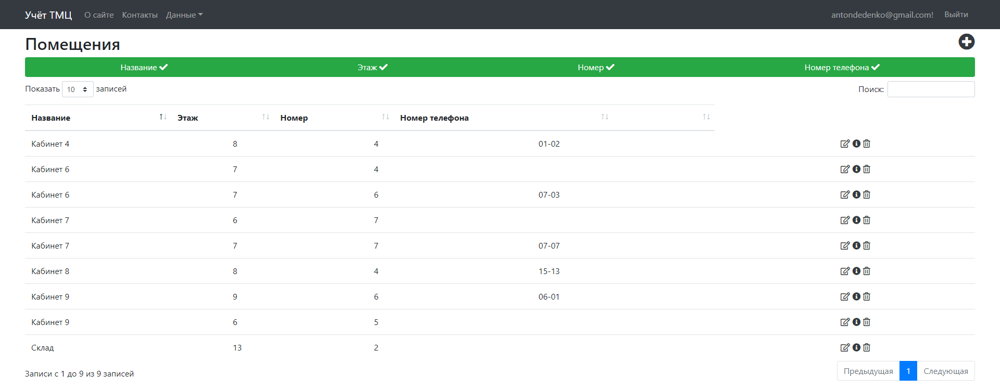 Учёт ТМЦ О сайте Контакты Данные antondedenko@gmail.com! Выйти
Помещения
Название Этаж Номер Номер телефона
Показать 10 записей Поиск:
Название Этаж Номер Номер телефона
Кабинет 4 8 4 01-02
Кабинет 6 7 4
Кабинет 6 7 6 07-03
Кабинет 7 6 7
Кабинет 7 7 7 07-07
Кабинет 8 8 4 15-13
Кабинет 9 9 6 06-01
Кабинет 9 6 5
Склад 13 2
Записи с 1 до 9 из 9 записей Предыдущая 1 Следующая